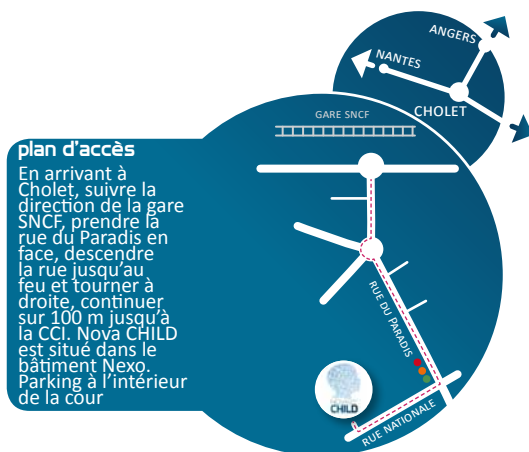 ANGERS
NANTES
CHOLET
GARE SNCF
plan d'accès
En arrivant à
Cholet, suivre la
direction de la gare
SNCF, prendre la
rue du Paradis en
face, descendre
la rue jusqu'au
feu et tourner à
droite, continuer
sur 100 m jusqu'à
la CCI. Nova CHILD
est situé dans le
bâtiment Nexo.
Parking à l'intérieur
de la cour
RUE DU PARADIS
CHILD
RUE NATIONALE